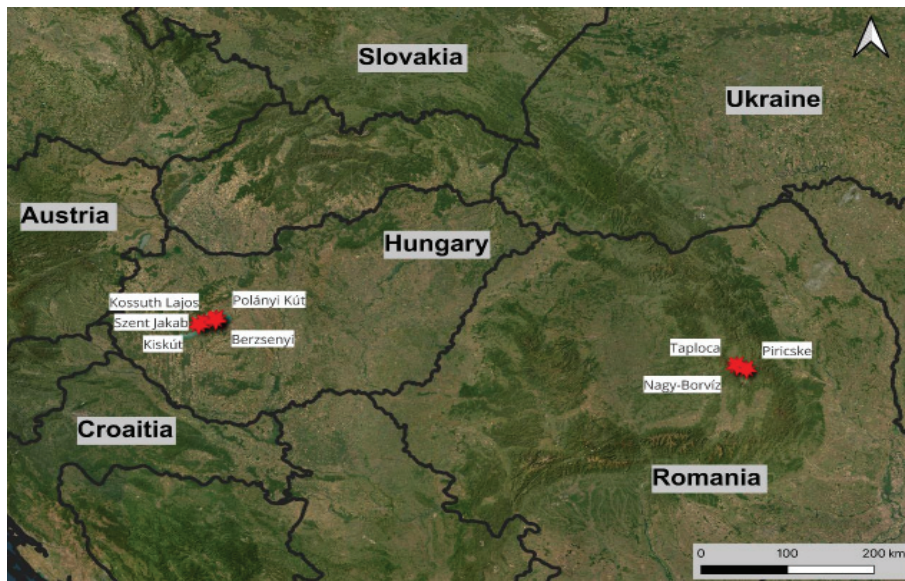 Slovakia
Ukraine
Austria
Hungary
Kossuth Lajos
Polányi Kút
Szent Jakab
Kiskút
Berzsenyi
Taploca
Piricske
Nagy-Borvíz
Croaitia
Romania
0 100 200 km